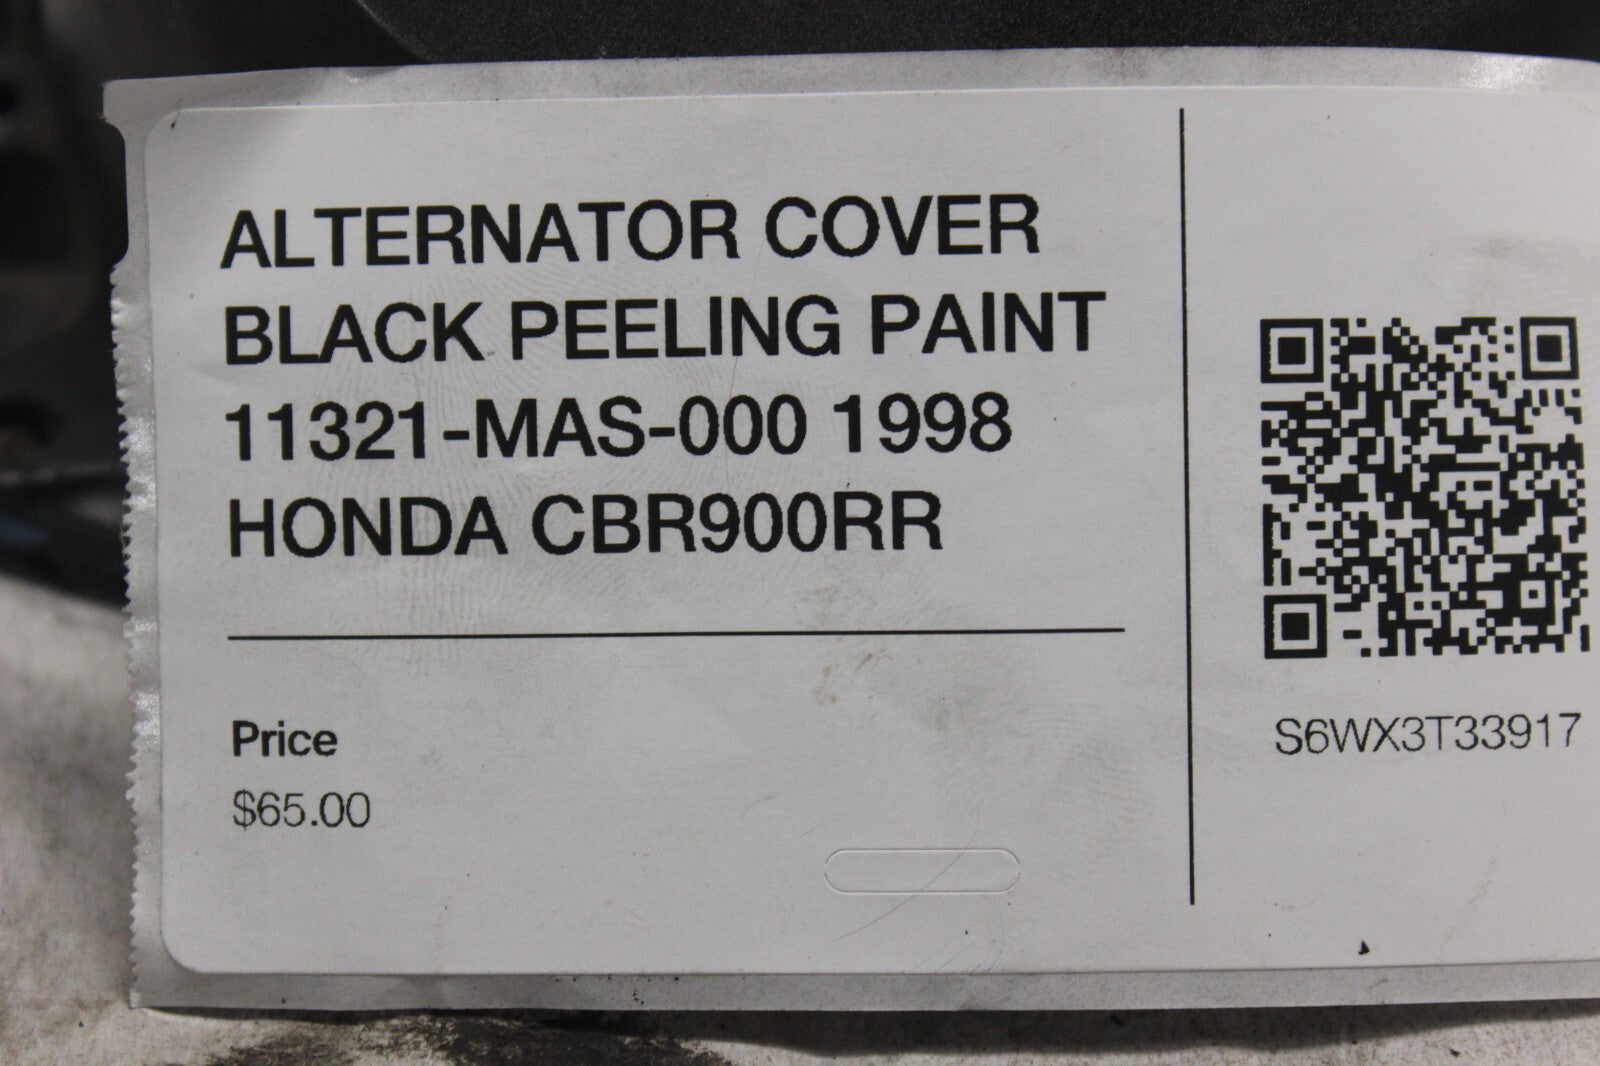 ALTERNATOR COVER
BLACK PEELING PAINT
11321-MAS-000 1998
HONDA CBR900RR
Price
$65.00
S6WX3T33917